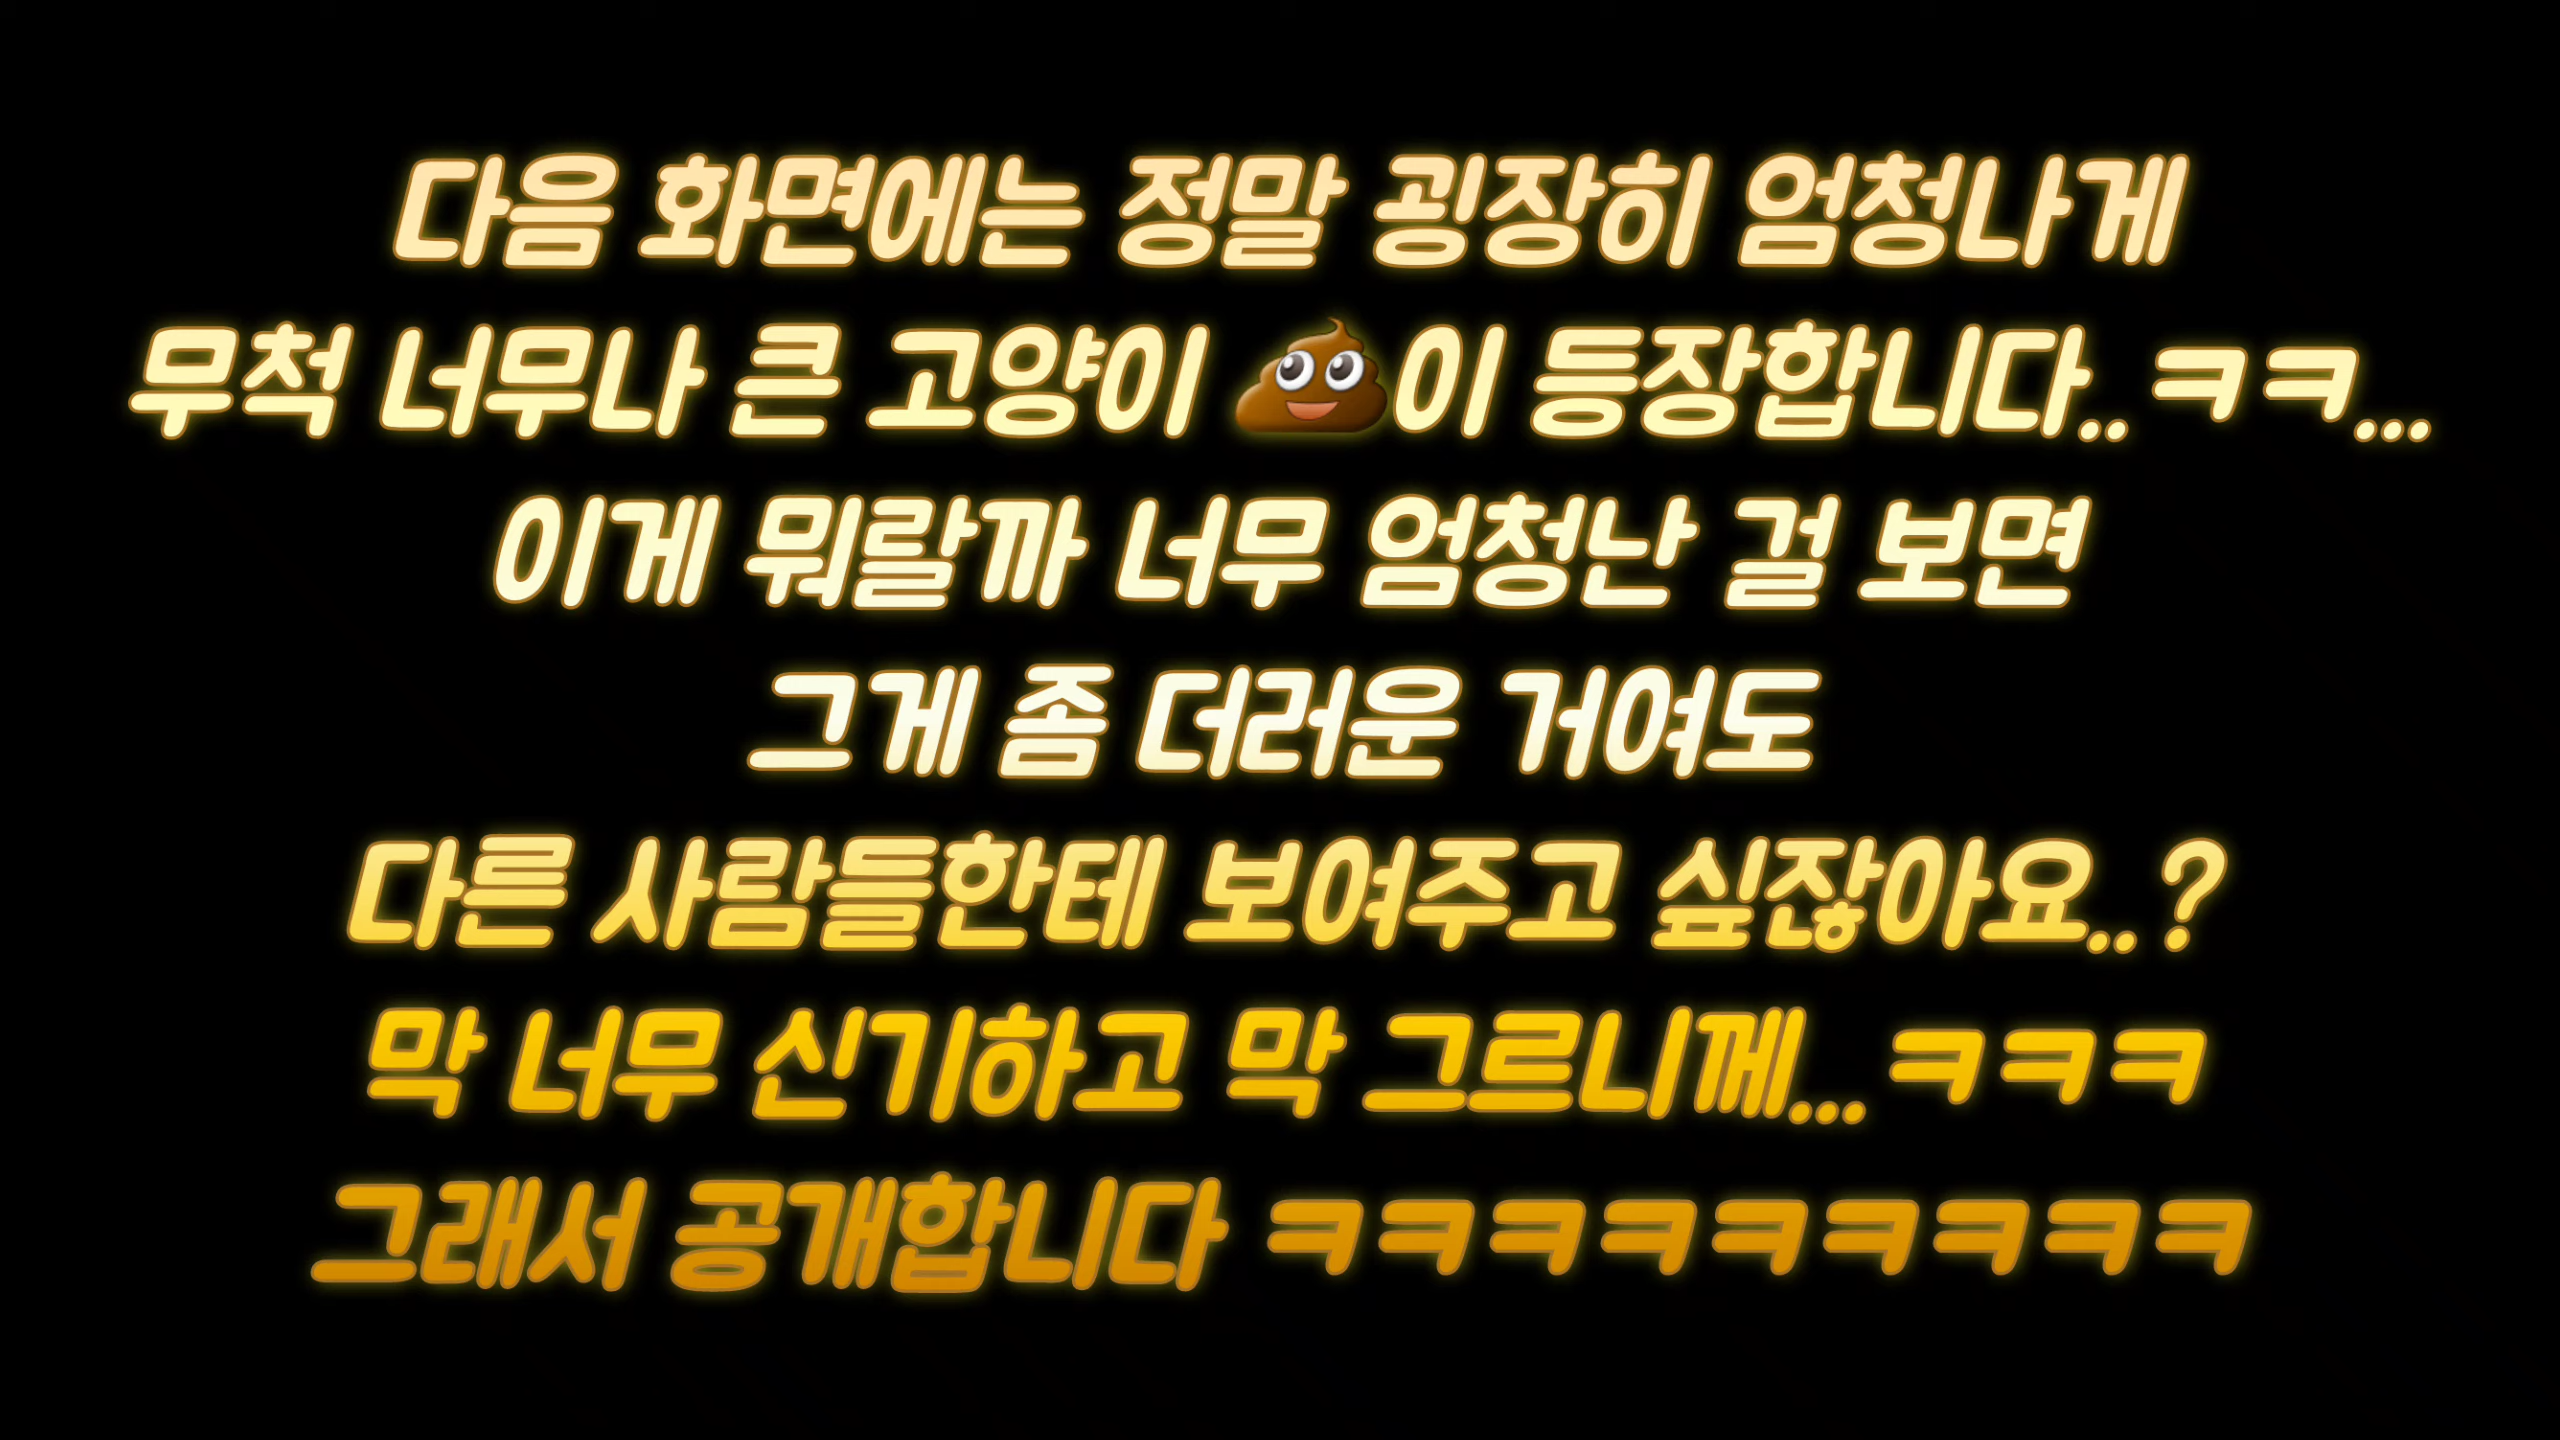 다음 화면에는 정말 굉장히 엄청나게
무척 너무나 큰 고양이 💩이 등장합니다..ㅋㅋ...
이게 뭐랄까 너무 엄청난 걸 보면
그게 좀 더러운 거여도
다른 사람들한테 보여주고 싶잖아요..?
막 너무 신기하고 막 그르니께...ㅋㅋㅋ
그래서 공개합니다 ㅋㅋㅋㅋㅋㅋㅋㅋㅋ